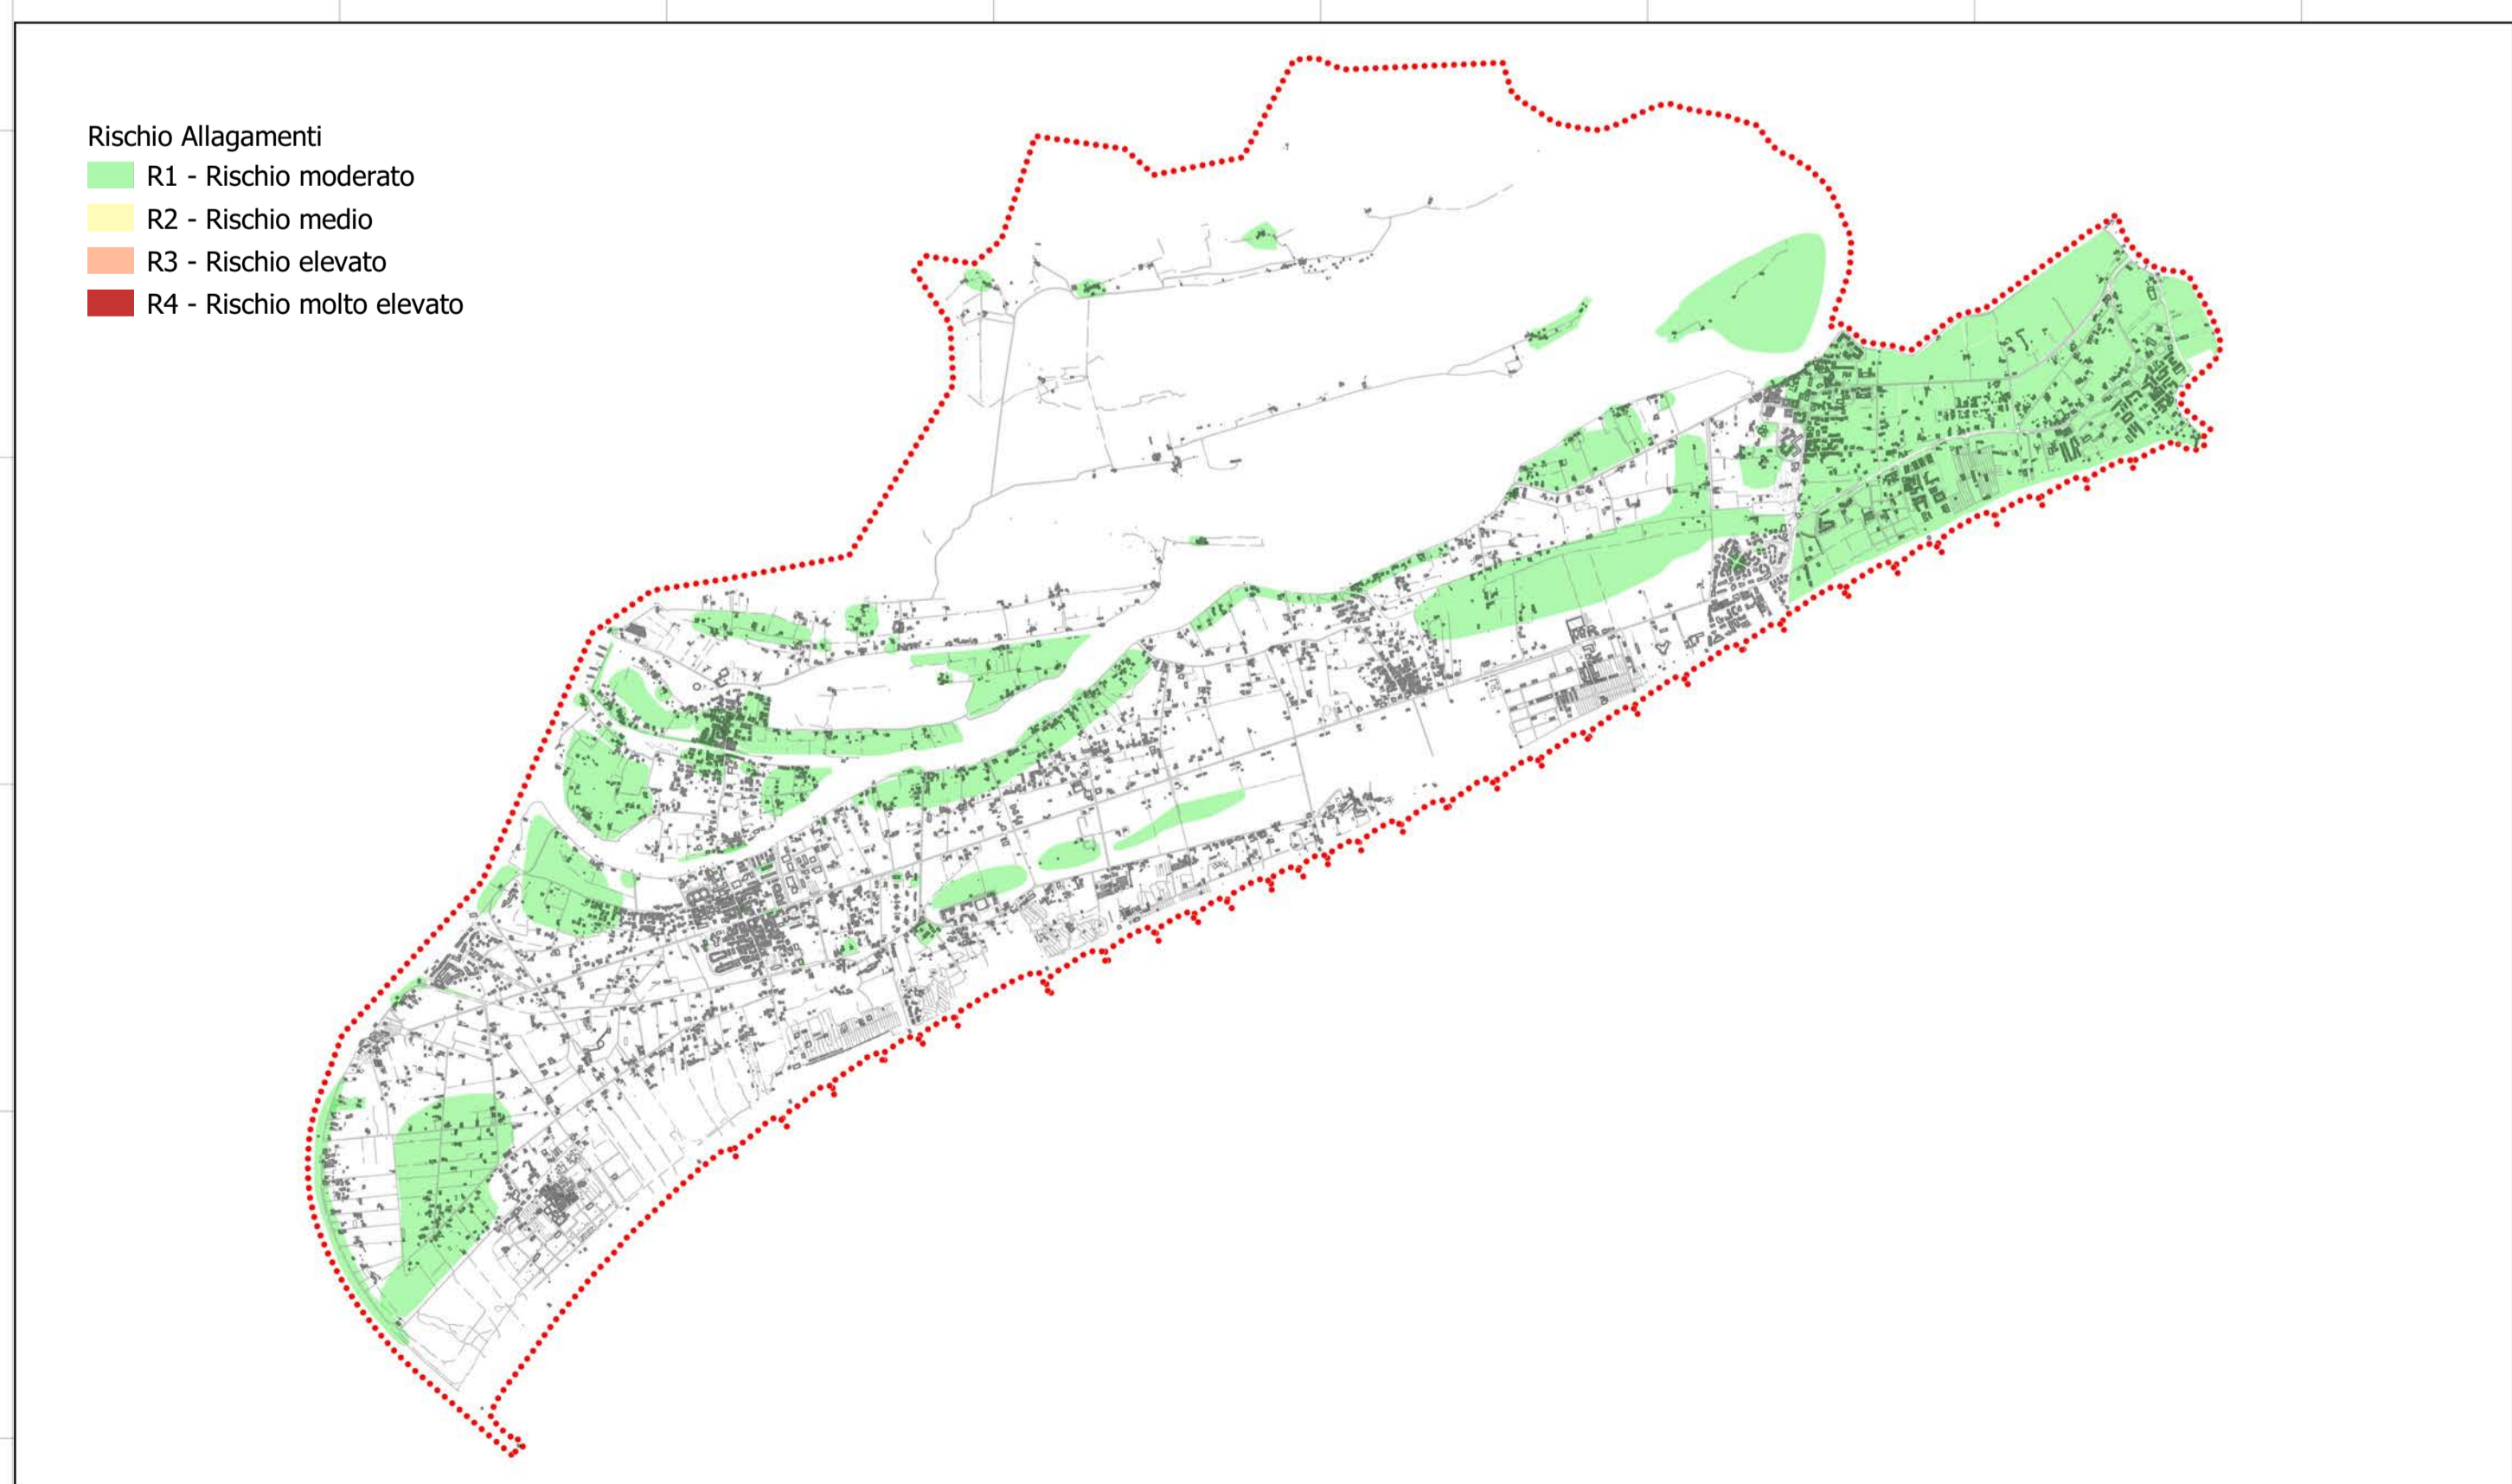 Rischio Allagamenti
R1 - Rischio moderato
R2 - Rischio medio
R3 - Rischio elevato
R4 - Rischio molto elevato